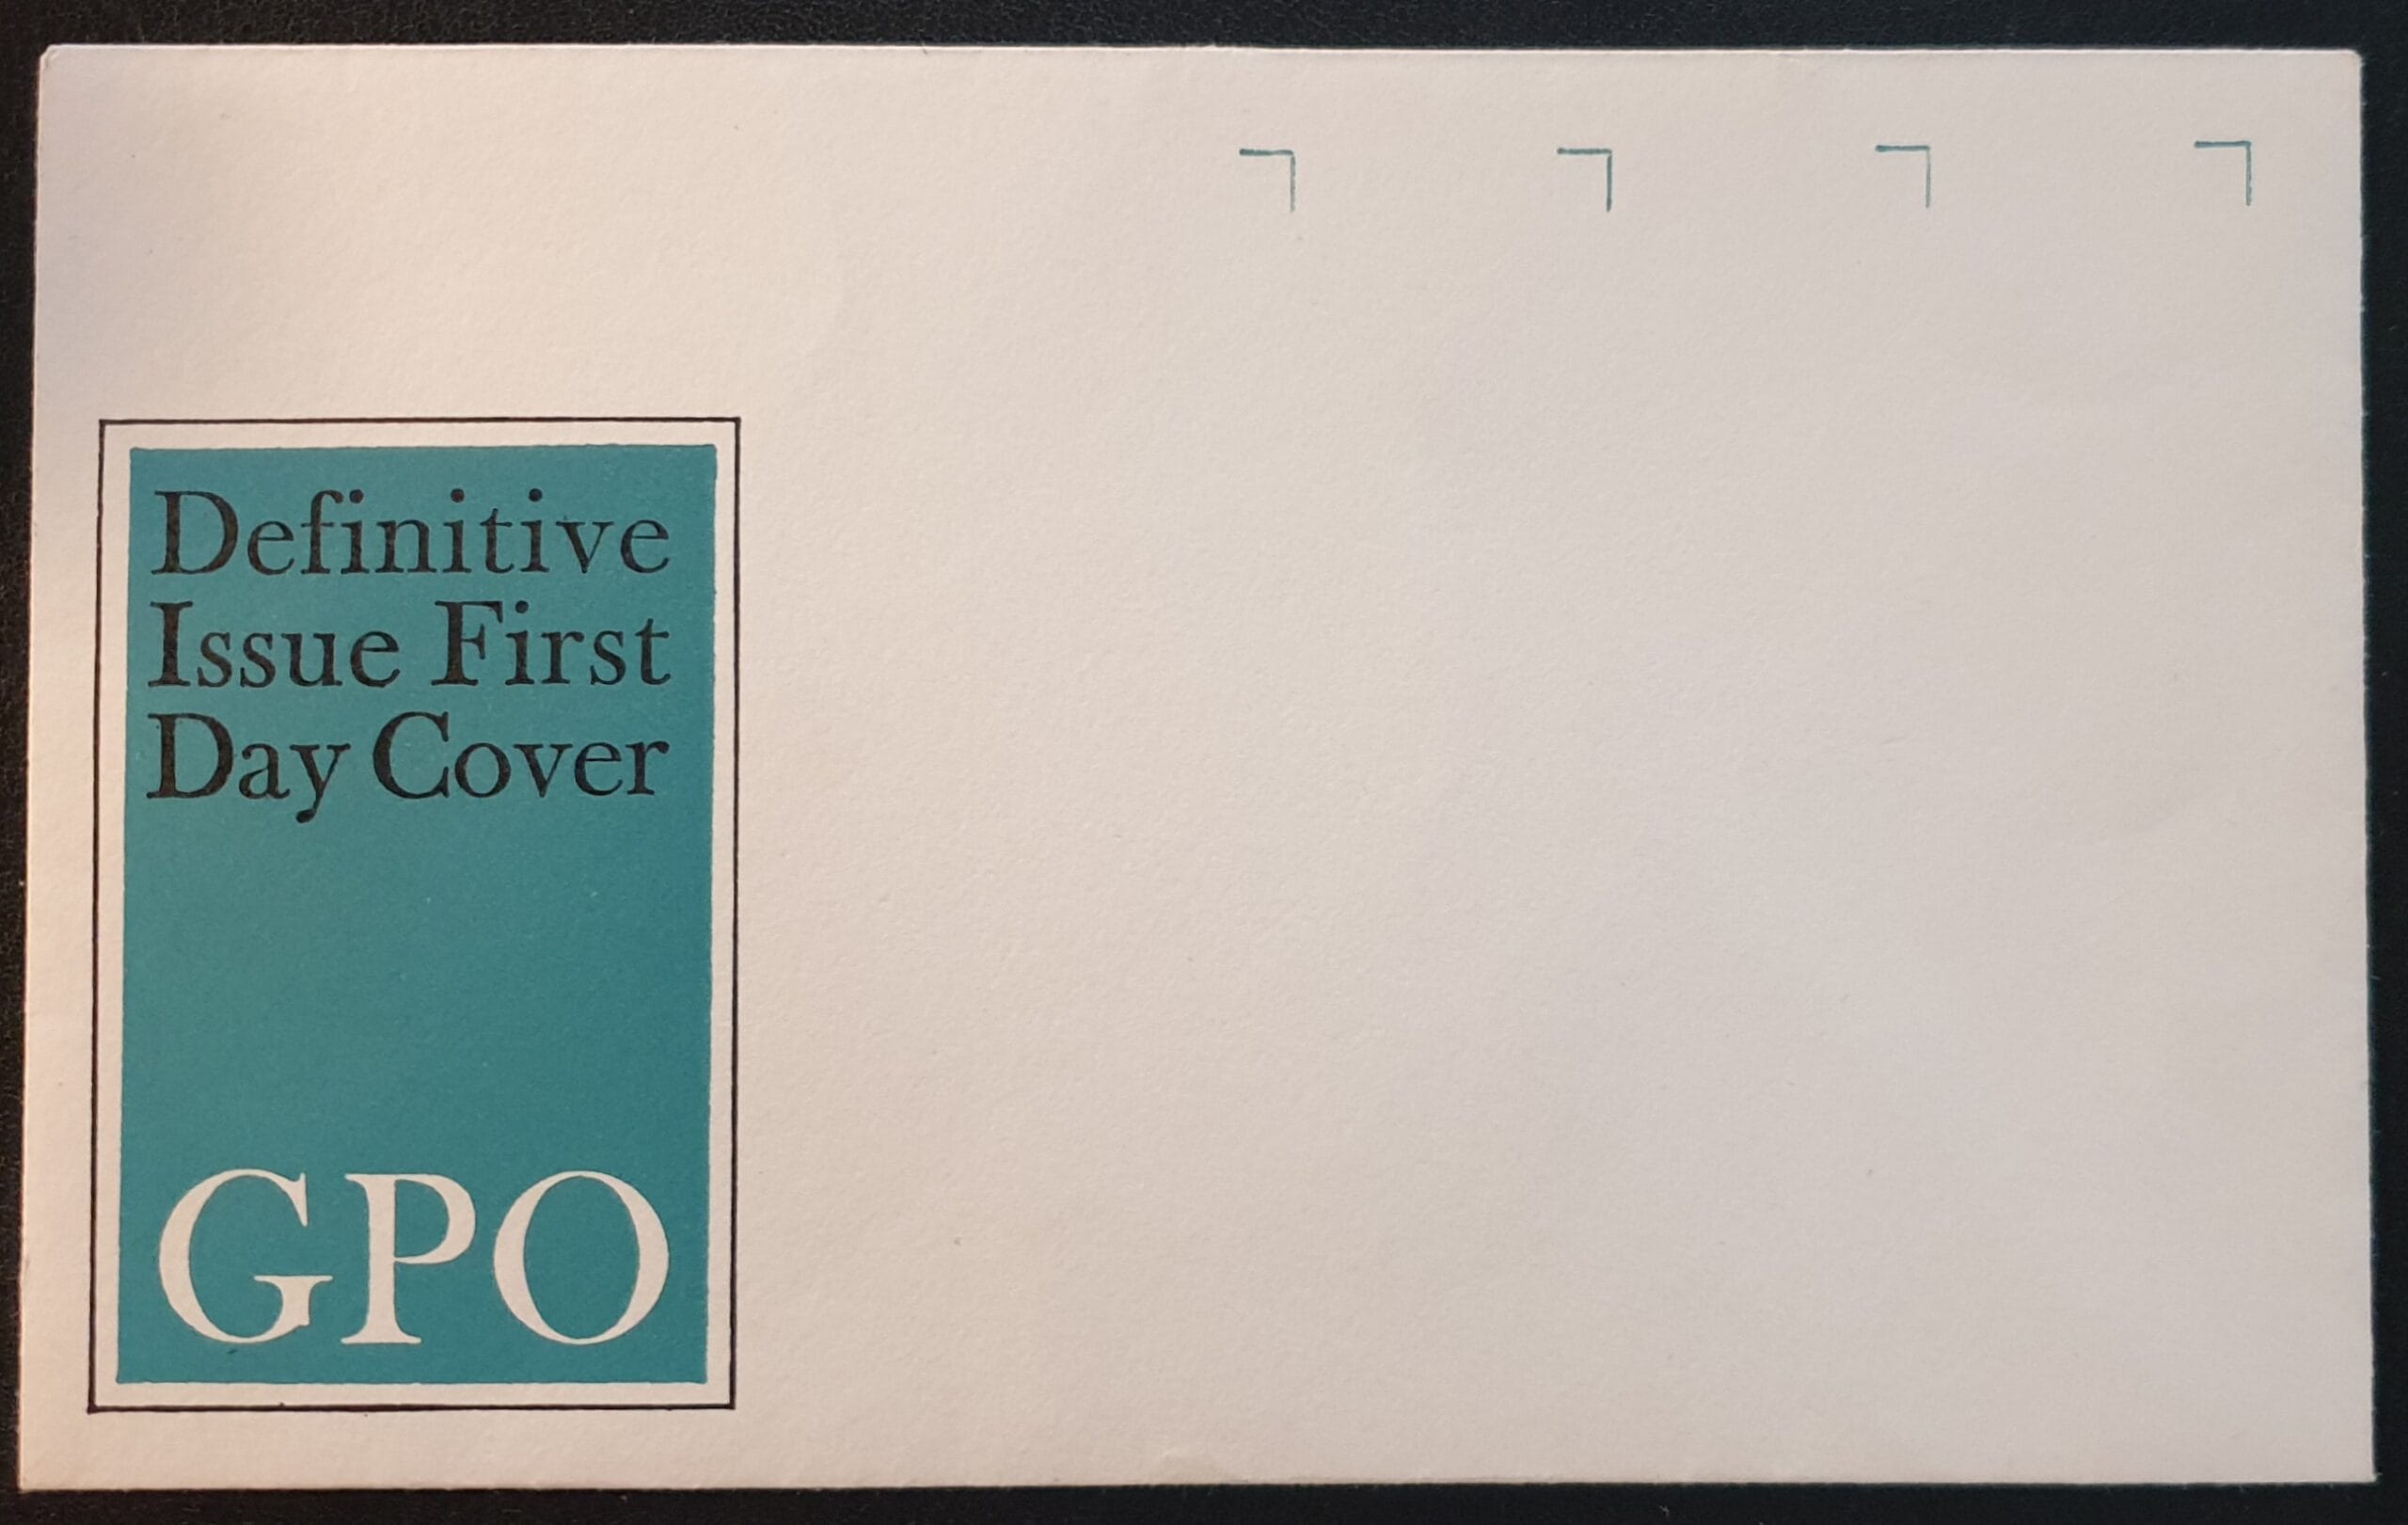 Definitive
Issue First
Day Cover
GPO